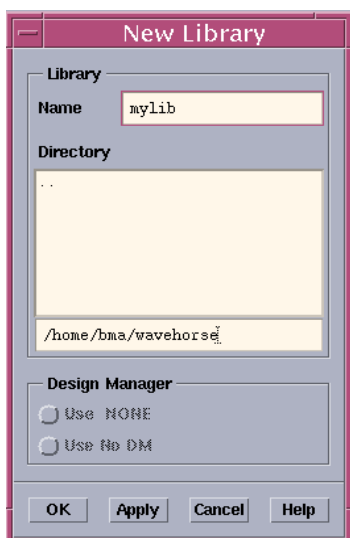 New Library
Library
Name mylib
Directory
..
/home/bma/wavehorse
Design Manager
Use NONE
Use No DM
OK Apply Cancel Help